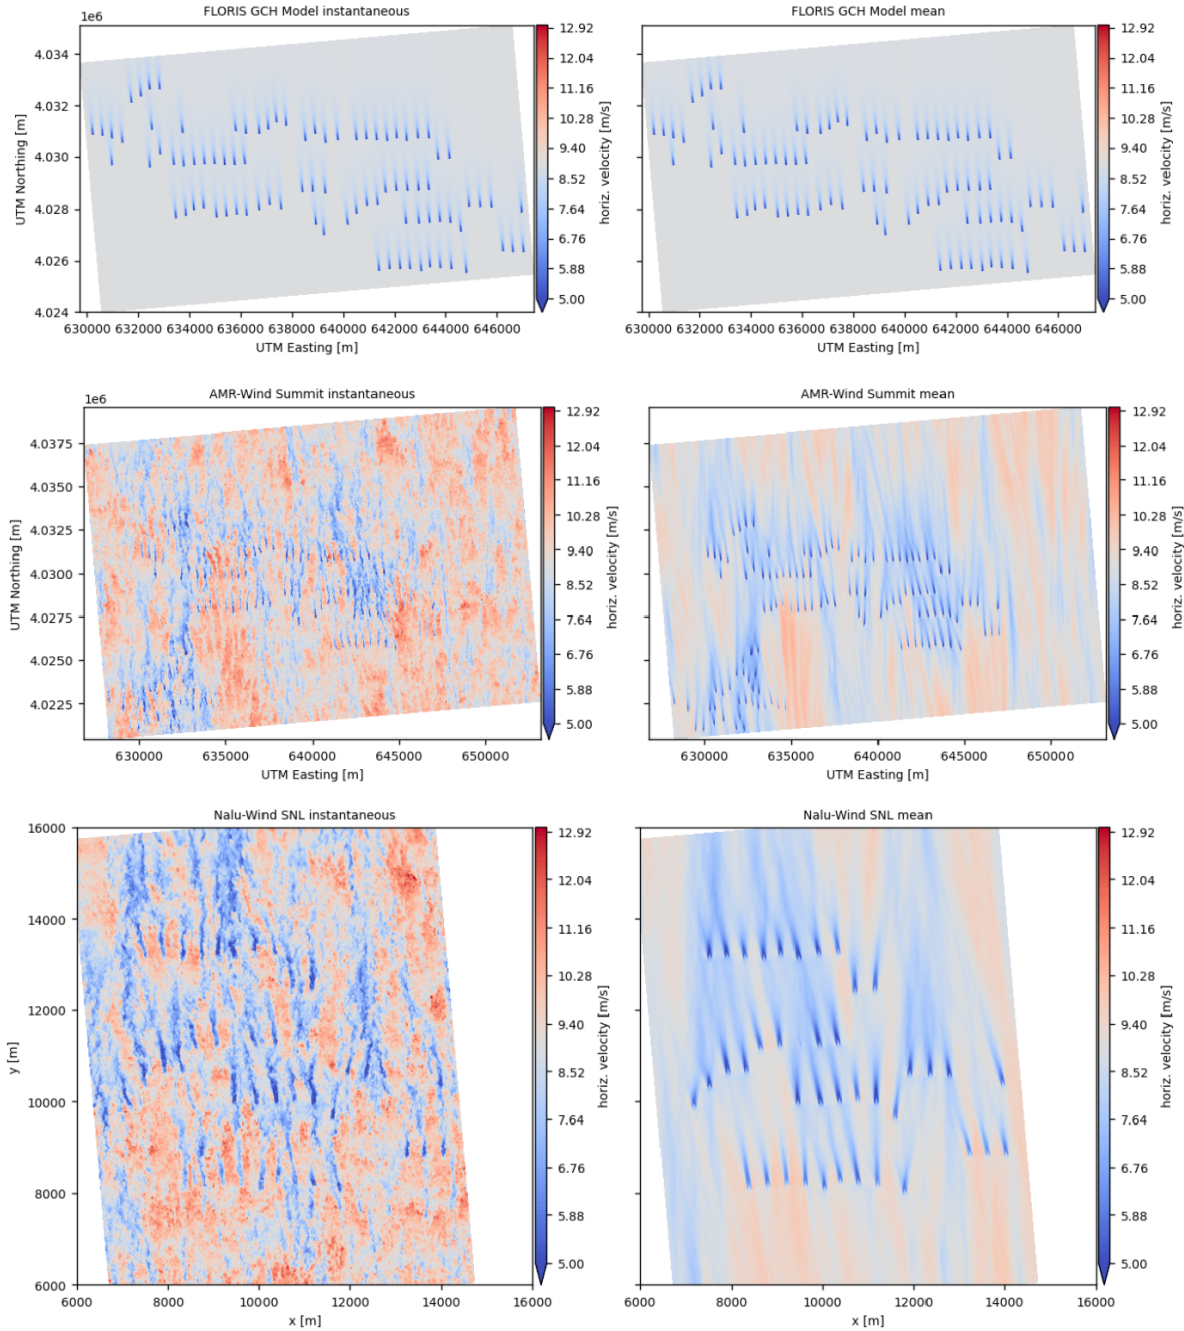 FLORIS GCH Model instantaneous
FLORIS GCH Model mean
1e6
4.034
4.032
4.030
4.028
4.026
4.024
UTM Northing [m]
630000 632000 634000 636000 638000 640000 642000 644000 646000
UTM Easting [m]
12.92
12.04
11.16
10.28
9.40
8.52
7.64
6.76
5.88
5.00
horiz. velocity [m/s]
630000 632000 634000 636000 638000 640000 642000 644000 646000
UTM Easting [m]
12.92
12.04
11.16
10.28
9.40
8.52
7.64
6.76
5.88
5.00
horiz. velocity [m/s]
AMR-Wind Summit instantaneous
AMR-Wind Summit mean
1e6
4.0375
4.0350
4.0325
4.0300
4.0275
4.0250
4.0225
UTM Northing [m]
630000 635000 640000 645000 650000
UTM Easting [m]
12.92
12.04
11.16
10.28
9.40
8.52
7.64
6.76
5.88
5.00
horiz. velocity [m/s]
630000 635000 640000 645000 650000
UTM Easting [m]
12.92
12.04
11.16
10.28
9.40
8.52
7.64
6.76
5.88
5.00
horiz. velocity [m/s]
Nalu-Wind SNL instantaneous
Nalu-Wind SNL mean
16000
14000
12000
10000
8000
6000
y [m]
6000 8000 10000 12000 14000 16000
x [m]
12.92
12.04
11.16
10.28
9.40
8.52
7.64
6.76
5.88
5.00
horiz. velocity [m/s]
6000 8000 10000 12000 14000 16000
x [m]
12.92
12.04
11.16
10.28
9.40
8.52
7.64
6.76
5.88
5.00
horiz. velocity [m/s]